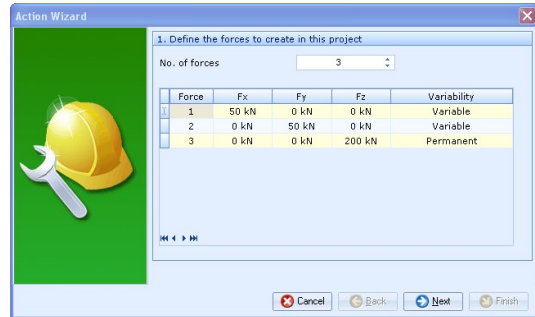 Action Wizard
1. Define the forces to create in this project
No. of forces 3
Force Fx Fy Fz Variability
1 50 kN 0 kN 0 kN Variable
2 0 kN 50 kN 0 kN Variable
3 0 kN 0 kN 200 kN Permanent
Cancel Back Next Finish